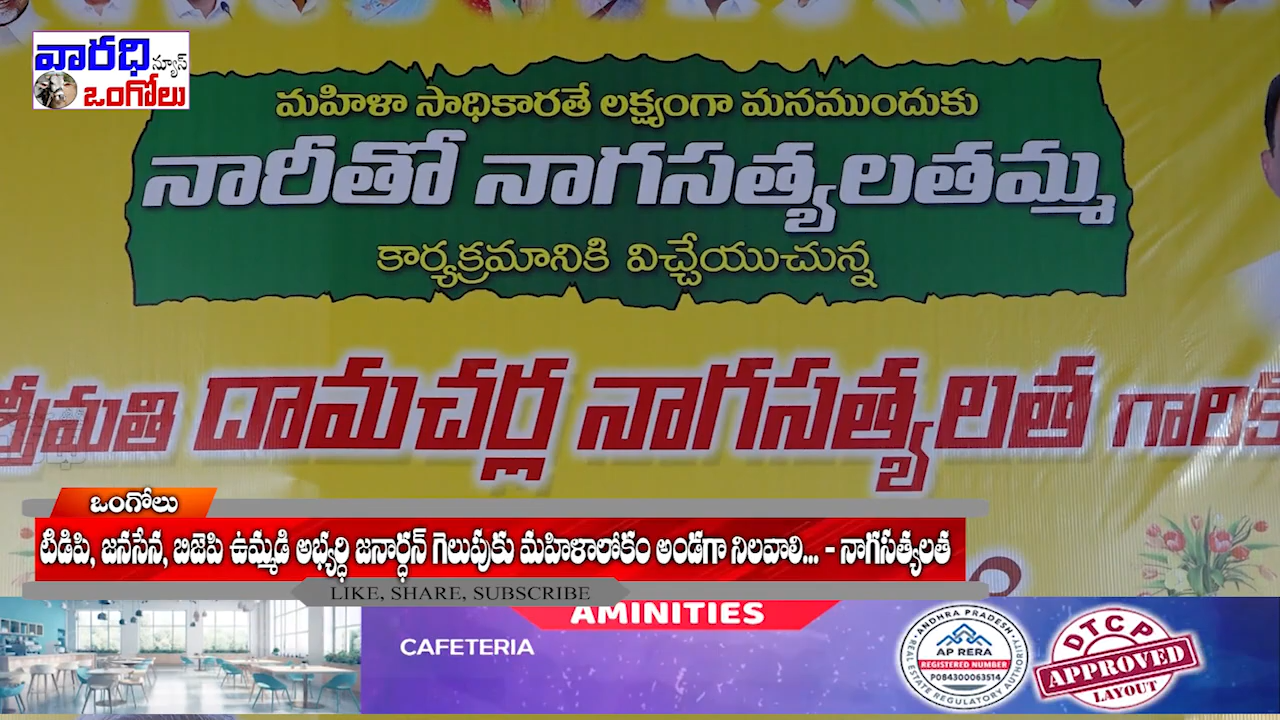 వారధి న్యూస్
ఒంగోలు
మహిళా సాధికారతే లక్ష్యంగా మనముందుకు
నారీతో నాగసత్యలతమ్మ
కార్యక్రమానికి విచ్చేయుచున్న
శ్రీమతి దామచర్ల నాగసత్యలత గారికి
ఒంగోలు
టిడిపి, జనసేన, బిజెపి ఉమ్మడి అభ్యర్ధి జనార్ధన్ గెలుపుకు మహిళాలోకం అండగా నిలవాలి... - నాగసత్యలత
LIKE, SHARE, SUBSCRIBE
AMINITIES
CAFETERIA
ANDHRA PRADESH
AP RERA
REGISTERED NUMBER
P084300063514
REAL ESTATE REGULATORY AUTHORITY
DTCP
APPROVED
LAYOUT